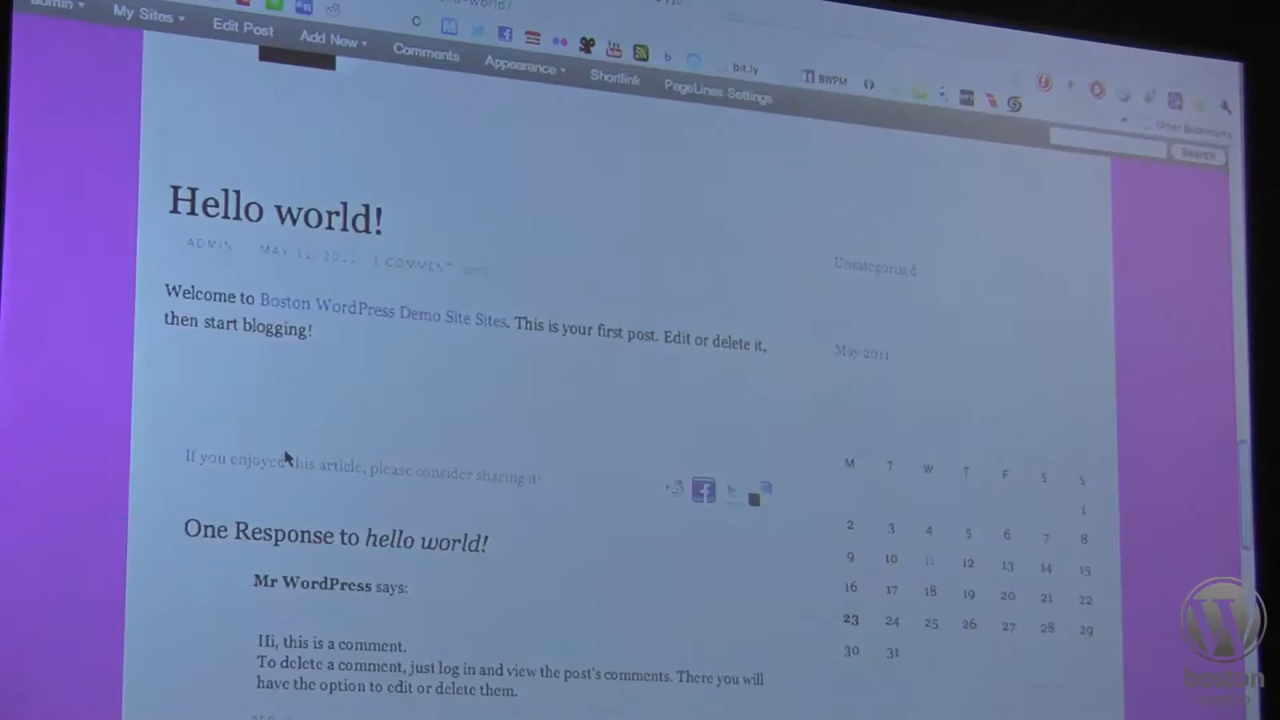 admin
My Sites
Edit Post
Add New
Comments
Appearance
Shortlink
PageLines Settings
bit.ly
BWPM
Other Bookmarks
Search
Hello world!
ADMIN MAY 11, 2011 1 COMMENT
Welcome to Boston WordPress Demo Site Sites. This is your first post. Edit or delete it,
then start blogging!
Uncategorized
May 2011
If you enjoyed this article, please consider sharing it!
One Response to hello world!
Mr WordPress says:
Hi, this is a comment.
To delete a comment, just log in and view the post's comments. There you will
have the option to edit or delete them.
M T W T F S S
1
2 3 4 5 6 7 8
9 10 11 12 13 14 15
16 17 18 19 20 21 22
23 24 25 26 27 28 29
30 31
boston